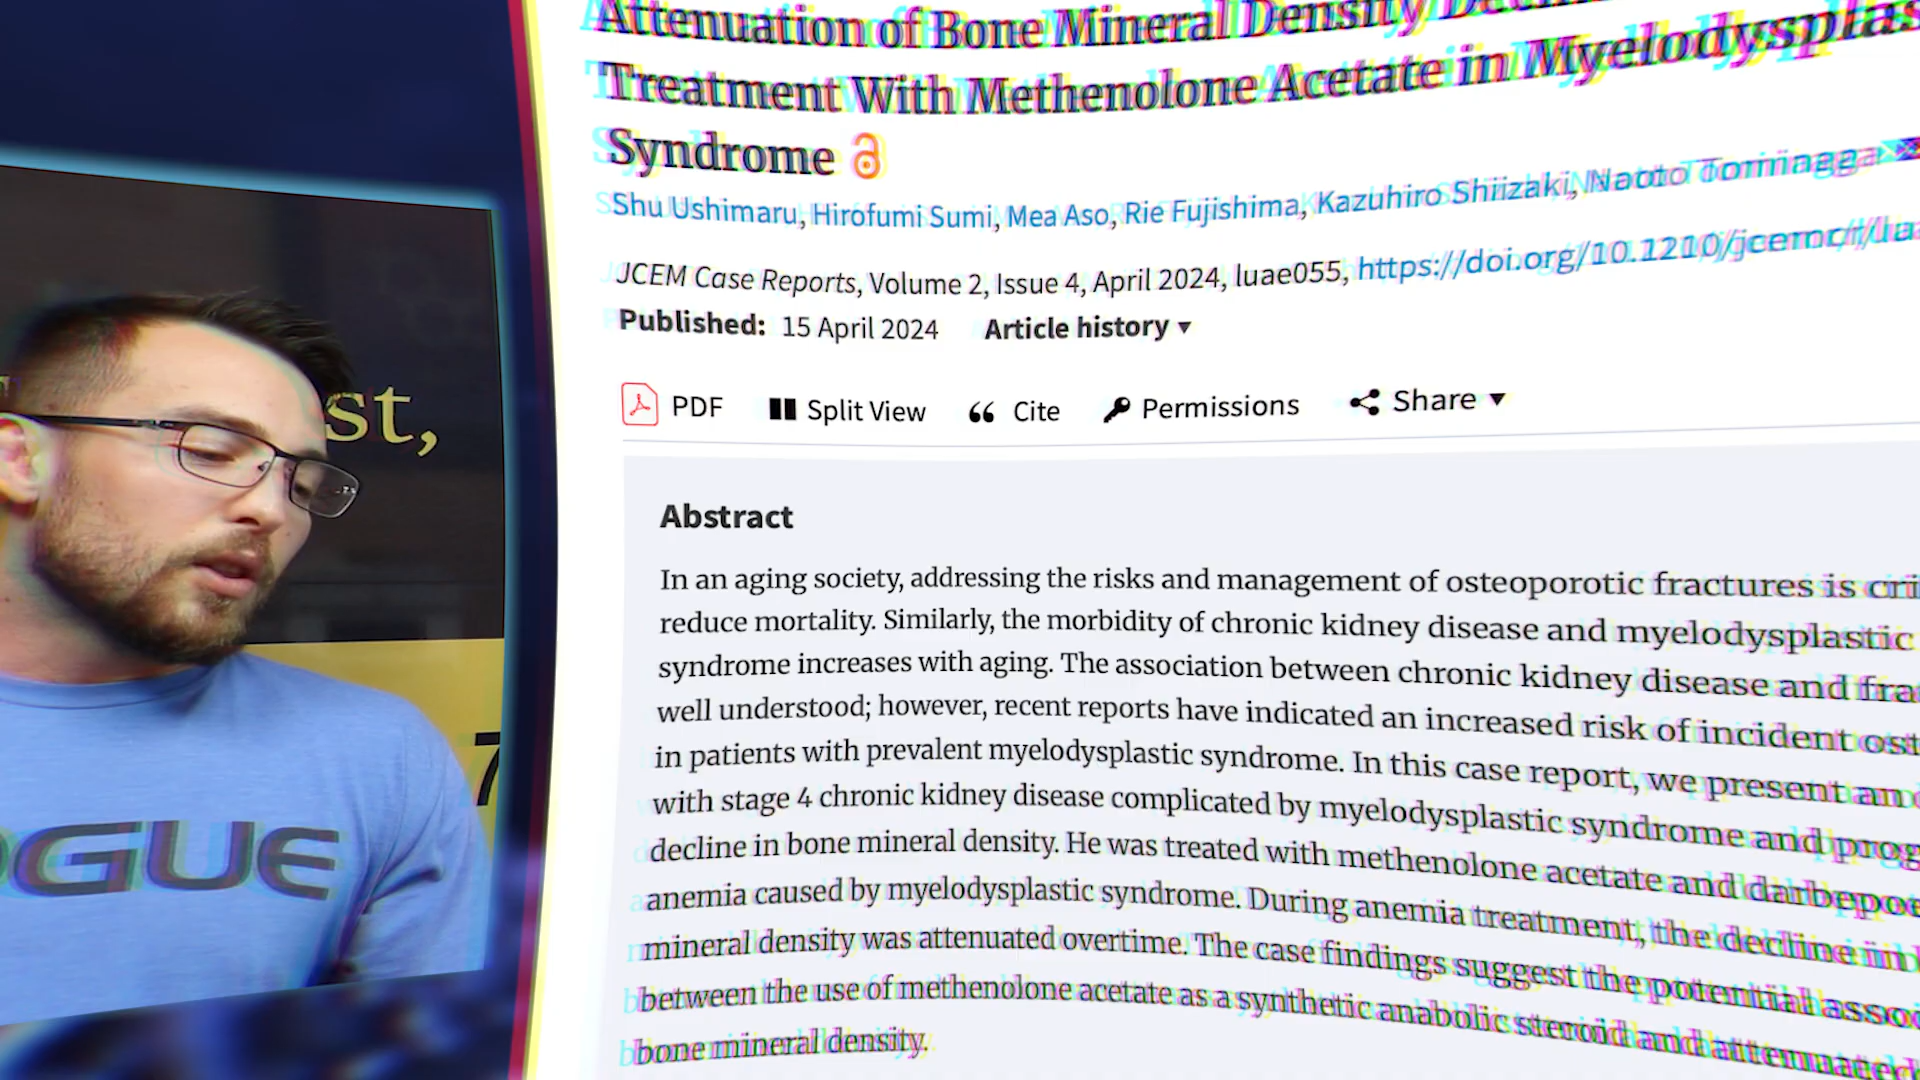 Attenuation of Bone Mineral Density
Treatment With Methenolone Acetate in Myelodysplas
Syndrome
Shu Ushimaru, Hirofumi Sumi, Mea Aso, Rie Fujishima, Kazuhiro Shiizaki, Naoto Tominaga
JCEM Case Reports, Volume 2, Issue 4, April 2024, luae055, https://doi.org/10.1210/jcemcr/lua
Published: 15 April 2024 Article history
PDF Split View Cite Permissions Share
Abstract
In an aging society, addressing the risks and management of osteoporotic fractures is cri
reduce mortality. Similarly, the morbidity of chronic kidney disease and myelodysplastic
syndrome increases with aging. The association between chronic kidney disease and fra
well understood; however, recent reports have indicated an increased risk of incident ost
in patients with prevalent myelodysplastic syndrome. In this case report, we present an
with stage 4 chronic kidney disease complicated by myelodysplastic syndrome and prog
decline in bone mineral density. He was treated with methenolone acetate and darbepoe
anemia caused by myelodysplastic syndrome. During anemia treatment, the decline in
mineral density was attenuated overtime. The case findings suggest the potential assoc
between the use of methenolone acetate as a synthetic anabolic steroid and attenuated
bone mineral density.
st,
7
OGUE